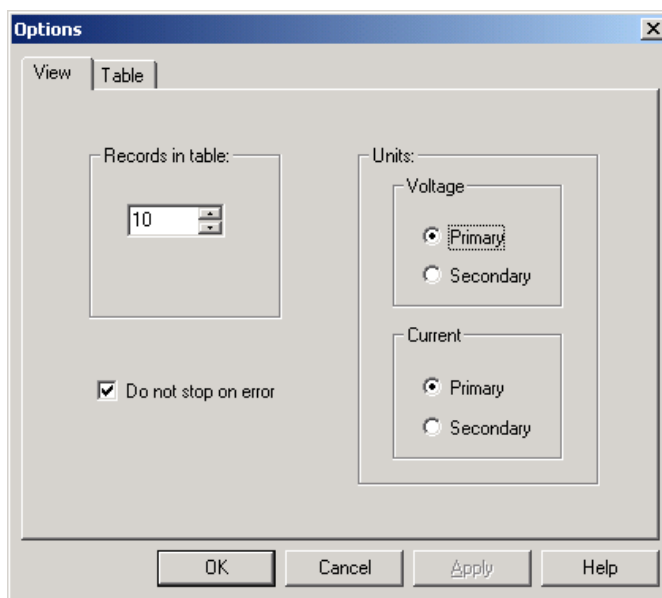 Options
View Table
Records in table:
10
Do not stop on error
Units:
Voltage
Primary
Secondary
Current
Primary
Secondary
OK Cancel Apply Help